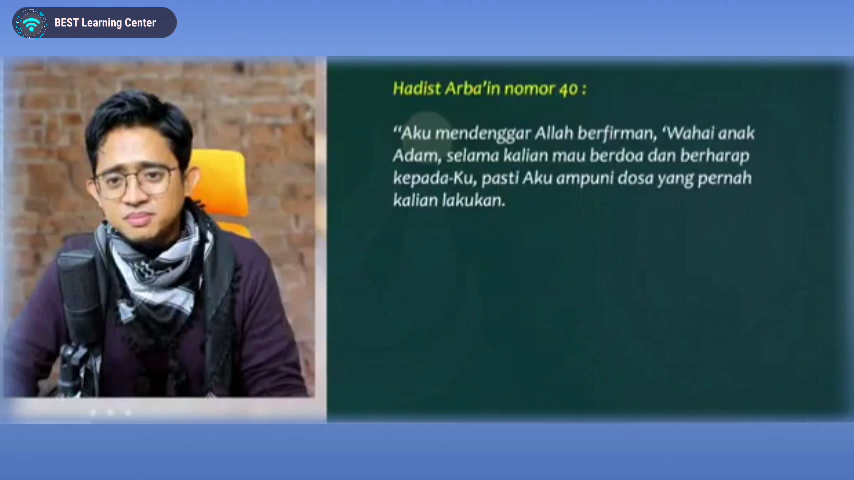 BEST Learning Center
Hadist Arba'in nomor 40 :
“Aku mendenggar Allah berfirman, ‘Wahai anak
Adam, selama kalian mau berdoa dan berharap
kepada-Ku, pasti Aku ampuni dosa yang pernah
kalian lakukan.